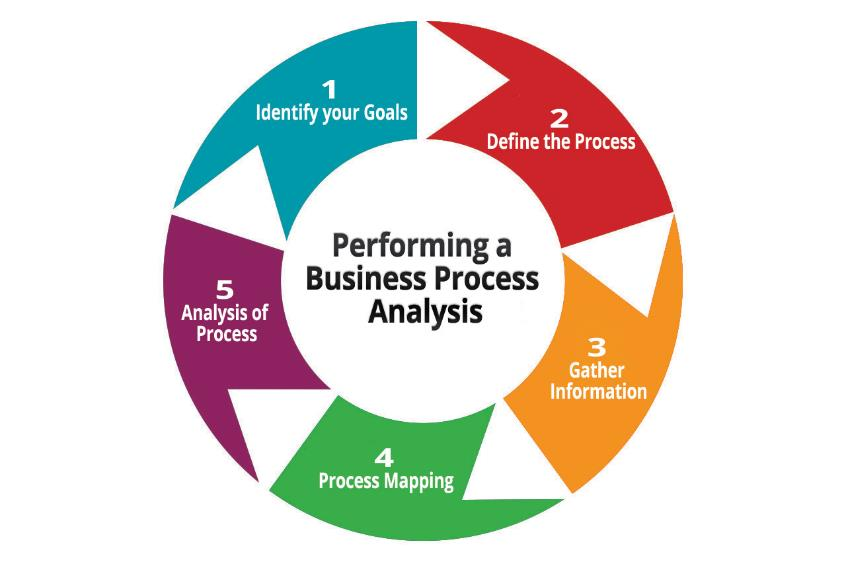 Performing a
Business Process
Analysis
1
Identify your Goals
2
Define the Process
3
Gather
Information
4
Process Mapping
5
Analysis of
Process